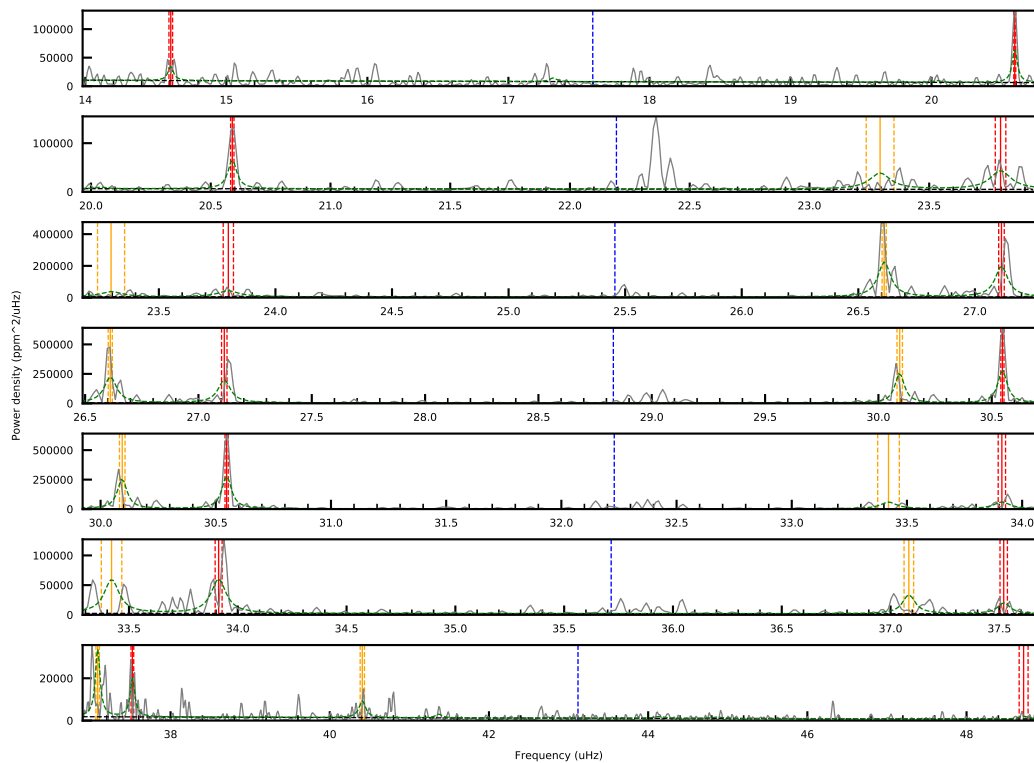 100000
50000
0
14 15 16 17 18 19 20
100000
0
20.0 20.5 21.0 21.5 22.0 22.5 23.0 23.5
400000
200000
0
23.5 24.0 24.5 25.0 25.5 26.0 26.5 27.0
Power density (ppm^2/uHz)
500000
250000
0
26.5 27.0 27.5 28.0 28.5 29.0 29.5 30.0 30.5
500000
250000
0
30.0 30.5 31.0 31.5 32.0 32.5 33.0 33.5 34.0
100000
50000
0
33.5 34.0 34.5 35.0 35.5 36.0 36.5 37.0 37.5
20000
0
38 40 42 44 46 48
Frequency (uHz)